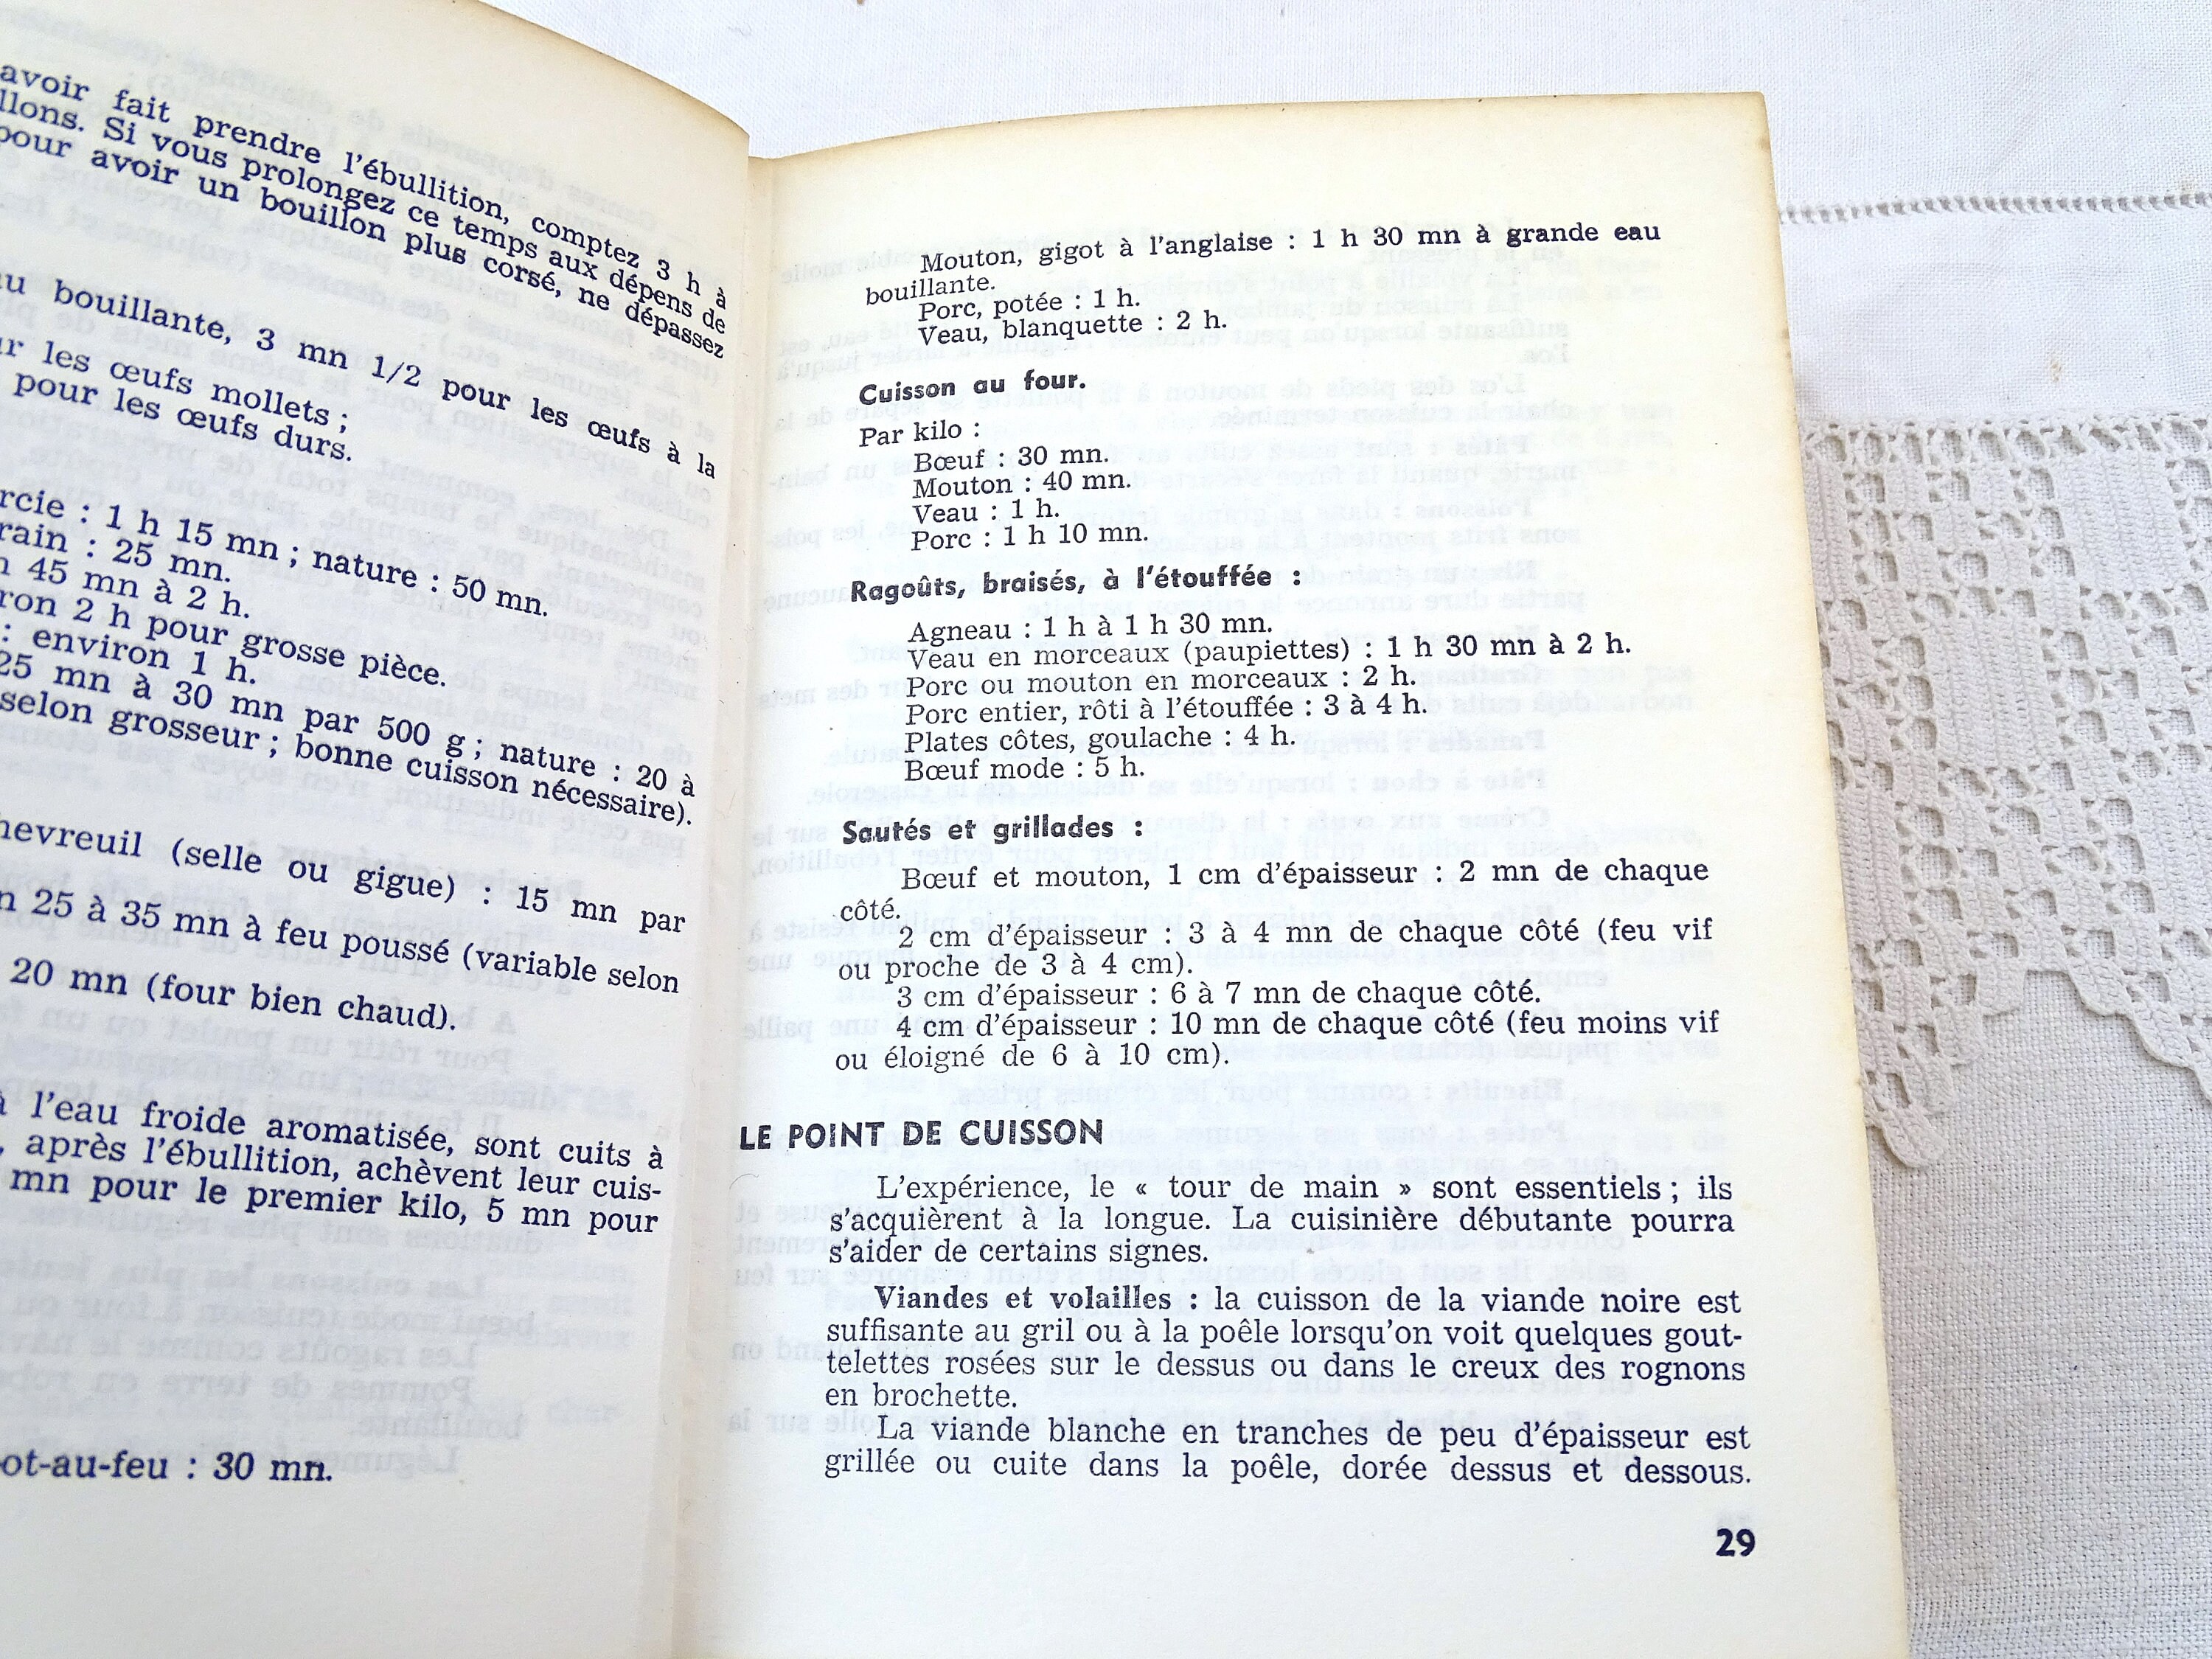 avoir fait prendre l'ébullition, comptez 3 h à
llons. Si vous prolongez ce temps aux dépens de
pour avoir un bouillon plus corsé, ne dépassez
bouillante, 3 mn 1/2 pour les œufs à la
les œufs mollets ;
pour les œufs durs.
rcie : 1 h 15 mn ; nature : 50 mn.
rain : 25 mn.
45 mn à 2 h.
ron 2 h pour grosse pièce.
: environ 1 h.
25 mn à 30 mn par 500 g ; nature : 20 à
selon grosseur ; bonne cuisson nécessaire).
hevreuil (selle ou gigue) : 15 mn par
25 à 35 mn à feu poussé (variable selon
20 mn (four bien chaud).
à l'eau froide aromatisée, sont cuits à
, après l'ébullition, achèvent leur cuis-
mn pour le premier kilo, 5 mn pour
ot-au-feu : 30 mn.
Mouton, gigot à l'anglaise : 1 h 30 mn à grande eau
bouillante.
Porc, potée : 1 h.
Veau, blanquette : 2 h.
Cuisson au four.
Par kilo :
Bœuf : 30 mn.
Mouton : 40 mn.
Veau : 1 h.
Porc : 1 h 10 mn.
Ragoûts, braisés, à l'étouffée :
Agneau : 1 h à 1 h 30 mn.
Veau en morceaux (paupiettes) : 1 h 30 mn à 2 h.
Porc ou mouton en morceaux : 2 h.
Porc entier, rôti à l'étouffée : 3 à 4 h.
Plates côtes, goulache : 4 h.
Bœuf mode : 5 h.
Sautés et grillades :
Bœuf et mouton, 1 cm d'épaisseur : 2 mn de chaque
côté.
2 cm d'épaisseur : 3 à 4 mn de chaque côté (feu vif
ou proche de 3 à 4 cm).
3 cm d'épaisseur : 6 à 7 mn de chaque côté.
4 cm d'épaisseur : 10 mn de chaque côté (feu moins vif
ou éloigné de 6 à 10 cm).
LE POINT DE CUISSON
L'expérience, le « tour de main » sont essentiels ; ils
s'acquièrent à la longue. La cuisinière débutante pourra
s'aider de certains signes.
Viandes et volailles : la cuisson de la viande noire est
suffisante au gril ou à la poêle lorsqu'on voit quelques gout-
telettes rosées sur le dessus ou dans le creux des rognons
en brochette.
La viande blanche en tranches de peu d'épaisseur est
grillée ou cuite dans la poêle, dorée dessus et dessous.
29